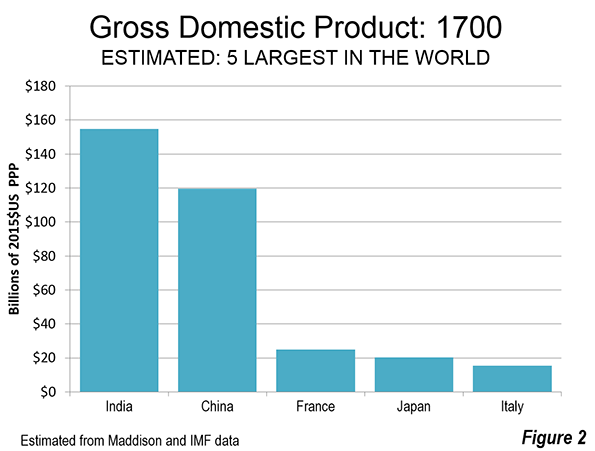 Gross Domestic Product: 1700
ESTIMATED: 5 LARGEST IN THE WORLD
Billions of 2015$US PPP
$180
$160
$140
$120
$100
$80
$60
$40
$20
$0
India China France Japan Italy
Estimated from Maddison and IMF data
Figure 2